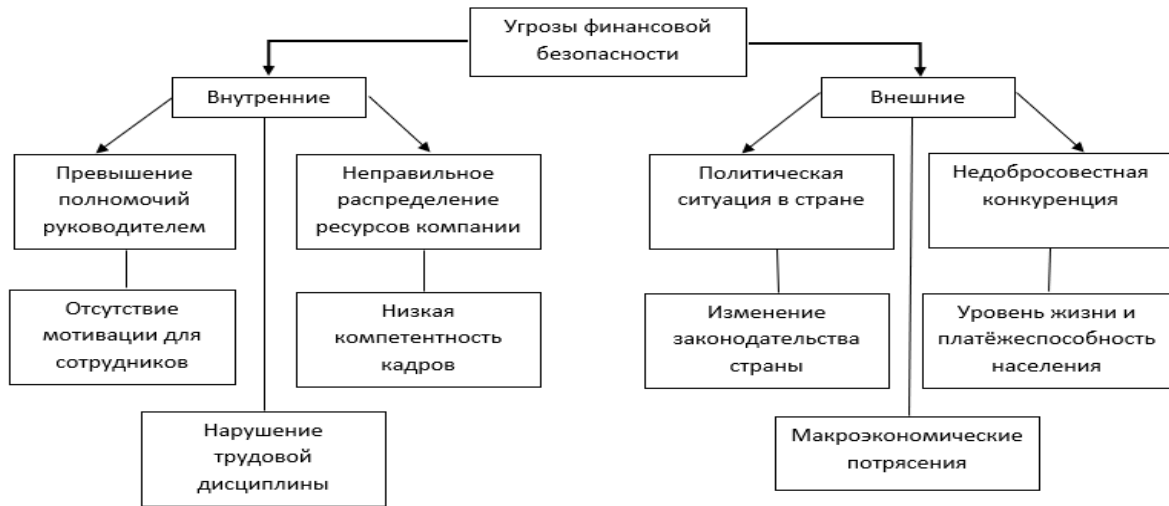 Угрозы финансовой
безопасности
Внутренние
Внешние
Превышение
полномочий
руководителем
Неправильное
распределение
ресурсов компании
Политическая
ситуация в стране
Недобросовестная
конкуренция
Отсутствие
мотивации для
сотрудников
Низкая
компетентность
кадров
Изменение
законодательства
страны
Уровень жизни и
платёжеспособность
населения
Нарушение
трудовой
дисциплины
Макроэкономические
потрясения